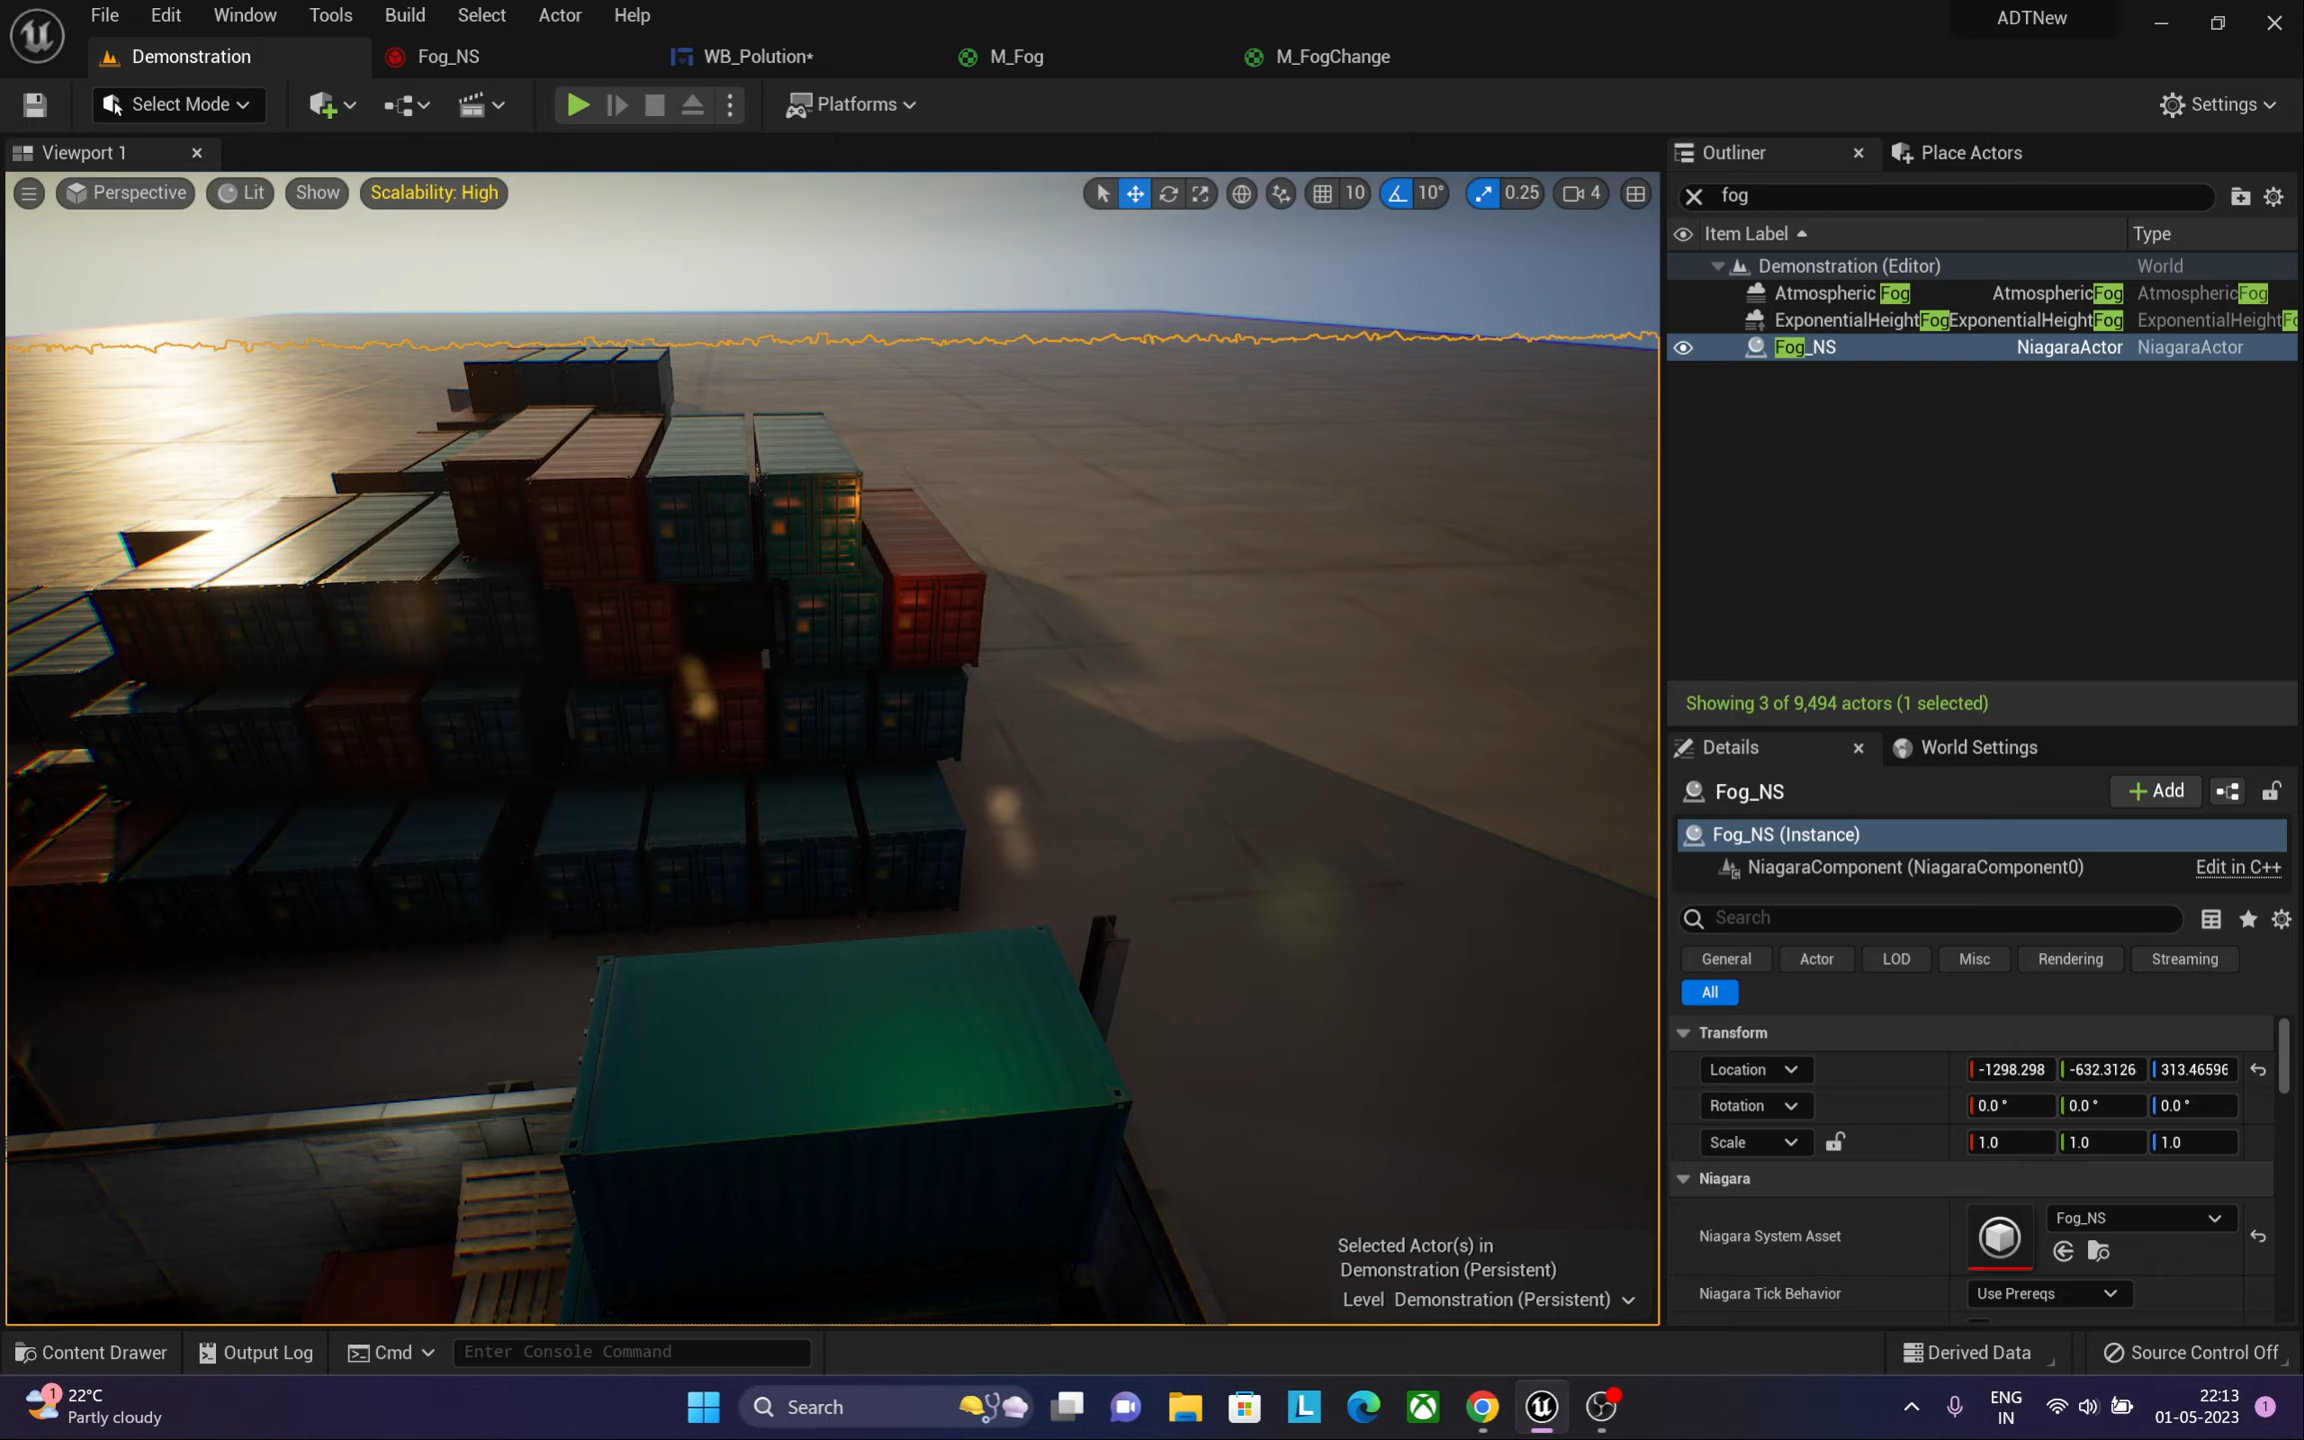 File Edit Window Tools Build Select Actor Help
ADTNew
Demonstration Fog_NS WB_Polution* M_Fog M_FogChange
Select Mode Platforms Settings
Viewport 1
Outliner Place Actors
Perspective Lit Show Scalability: High 10 10° 0.25 4
fog
Item Label Type
Demonstration (Editor) World
Atmospheric Fog AtmosphericFog AtmosphericFog
ExponentialHeightFog ExponentialHeightFog ExponentialHeightFo
Fog_NS NiagaraActor NiagaraActor
Showing 3 of 9,494 actors (1 selected)
Details World Settings
Fog_NS Add
Fog_NS (Instance)
NiagaraComponent (NiagaraComponent0) Edit in C++
Search
General Actor LOD Misc Rendering Streaming
All
Transform
Location -1298.298 -632.3126 313.46596
Rotation 0.0 ° 0.0 ° 0.0 °
Scale 1.0 1.0 1.0
Niagara
Niagara System Asset Fog_NS
Niagara Tick Behavior Use Prereqs
Selected Actor(s) in
Demonstration (Persistent)
Level Demonstration (Persistent)
Content Drawer Output Log Cmd Enter Console Command Derived Data Source Control Off
1 22°C
Partly cloudy
Search
ENG
IN
22:13
01-05-2023
1